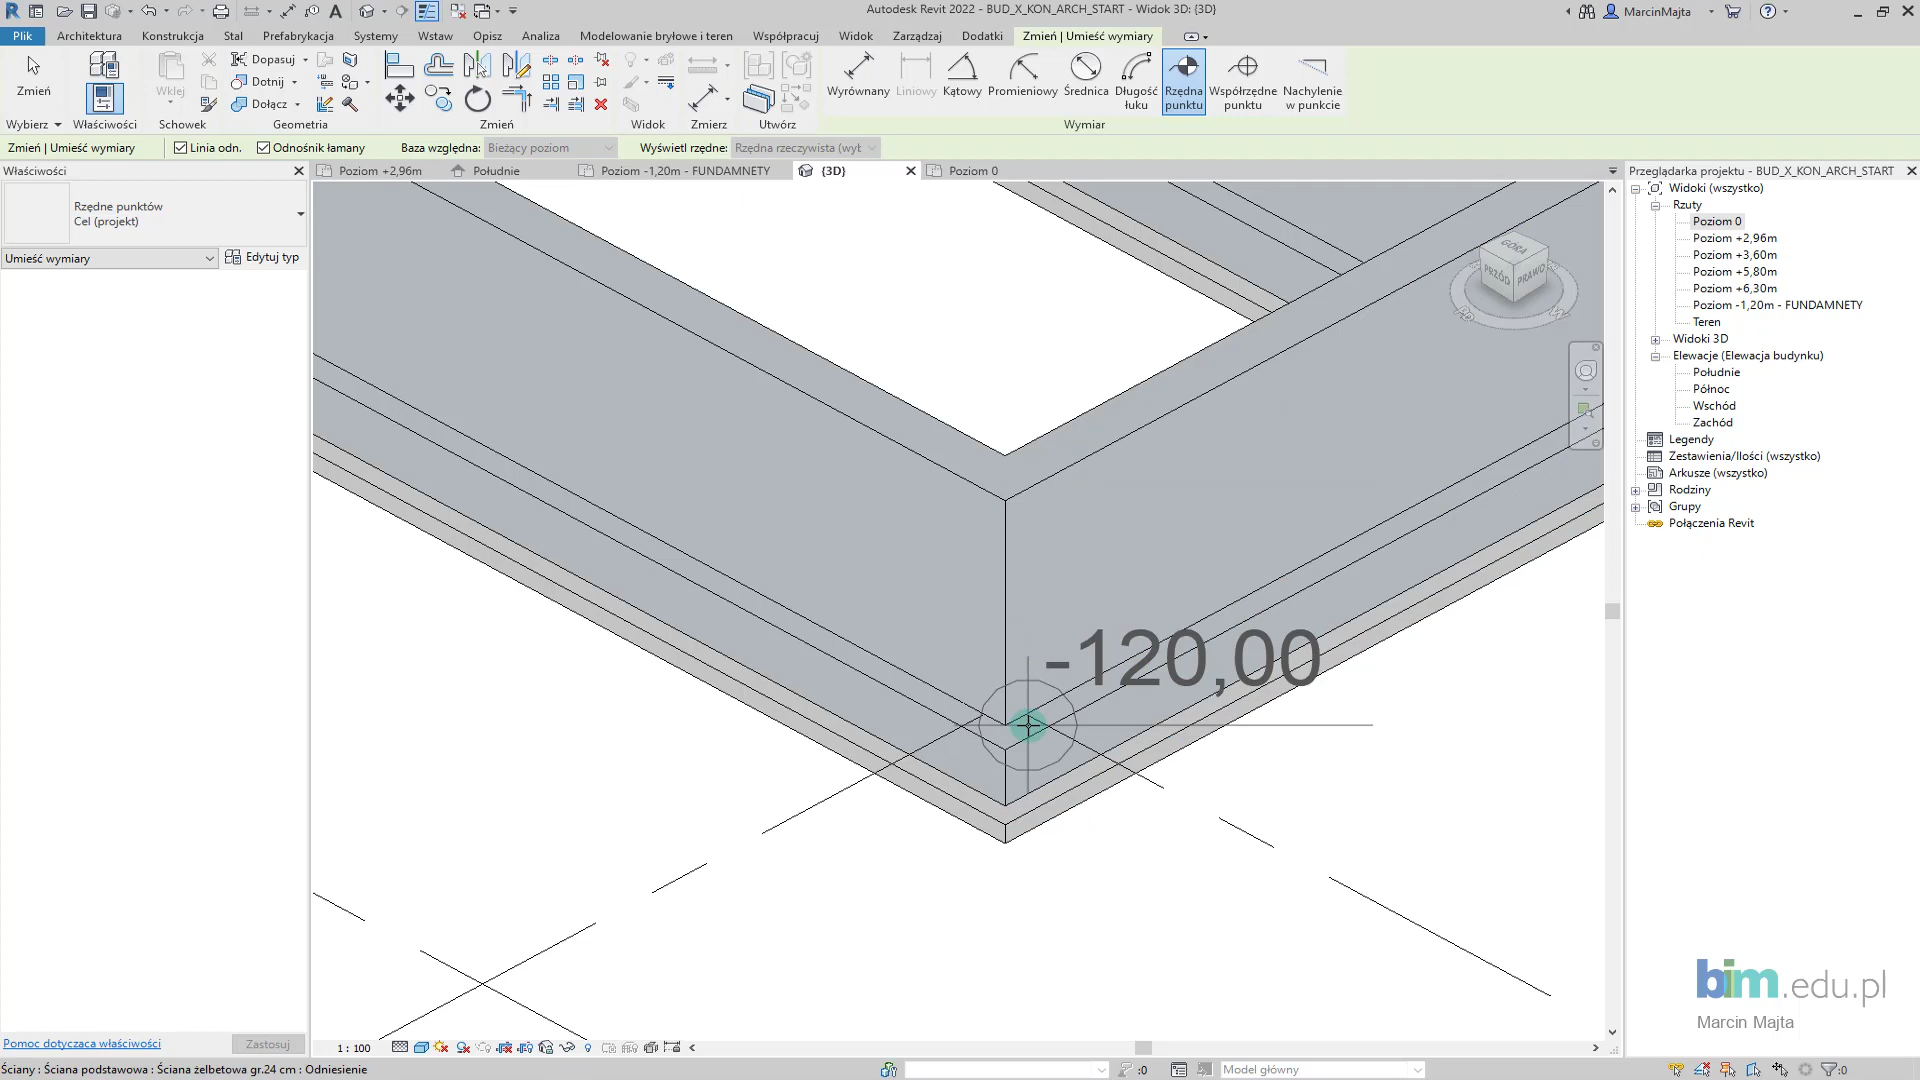 Autodesk Revit 2022 - BUD_X_KON_ARCH_START - Widok 3D: {3D}
MarcinMajta
Plik
Architektura
Konstrukcja
Stal
Prefabrykacja
Systemy
Wstaw
Opisz
Analiza
Modelowanie bryłowe i teren
Współpracuj
Widok
Zarządzaj
Dodatki
Zmień | Umieść wymiary
Zmień
Wklej
Dopasuj
Dotnij
Dołącz
Wyrównany
Liniowy
Kątowy
Promieniowy
Średnica
Długość
łuku
Rzędna
punktu
Współrzędne
punktu
Nachylenie
w punkcie
Wybierz
Właściwości
Schowek
Geometria
Zmień
Widok
Zmierz
Utwórz
Wymiar
Zmień | Umieść wymiary
Linia odn.
Odnośnik łamany
Baza względna:
Bieżący poziom
Wyświetl rzędne:
Rzędna rzeczywista (wyt
Właściwości
Poziom +2,96m
Południe
Poziom -1,20m - FUNDAMNETY
{3D}
Poziom 0
Przeglądarka projektu - BUD_X_KON_ARCH_START
Rzędne punktów
Cel (projekt)
Umieść wymiary
Edytuj typ
Widoki (wszystko)
Rzuty
Poziom 0
Poziom +2,96m
Poziom +3,60m
Poziom +5,80m
Poziom +6,30m
Poziom -1,20m - FUNDAMNETY
Teren
Widoki 3D
Elewacje (Elewacja budynku)
Południe
Północ
Wschód
Zachód
Legendy
Zestawienia/Ilości (wszystko)
Arkusze (wszystko)
Rodziny
Grupy
Połączenia Revit
GÓRA
PRZÓD
PRAWO
-120,00
bim.edu.pl
Marcin Majta
Pomoc dotycząca właściwości
Zastosuj
1 : 100
Ściany : Ściana podstawowa : Ściana żelbetowa gr.24 cm : Odniesienie
:0
Model główny
:0